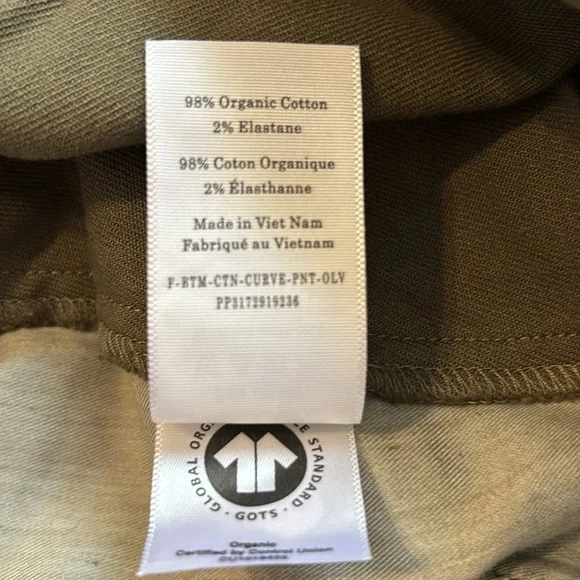 98% Organic Cotton
2% Elastane
98% Coton Organique
2% Élasthanne
Made in Viet Nam
Fabriqué au Vietnam
F-BTM-CTN-CURVE-PNT-OLV
PP3172919236
GLOBAL ORG
E STANDARD
· GOTS ·
Organic
Certified by Control Union